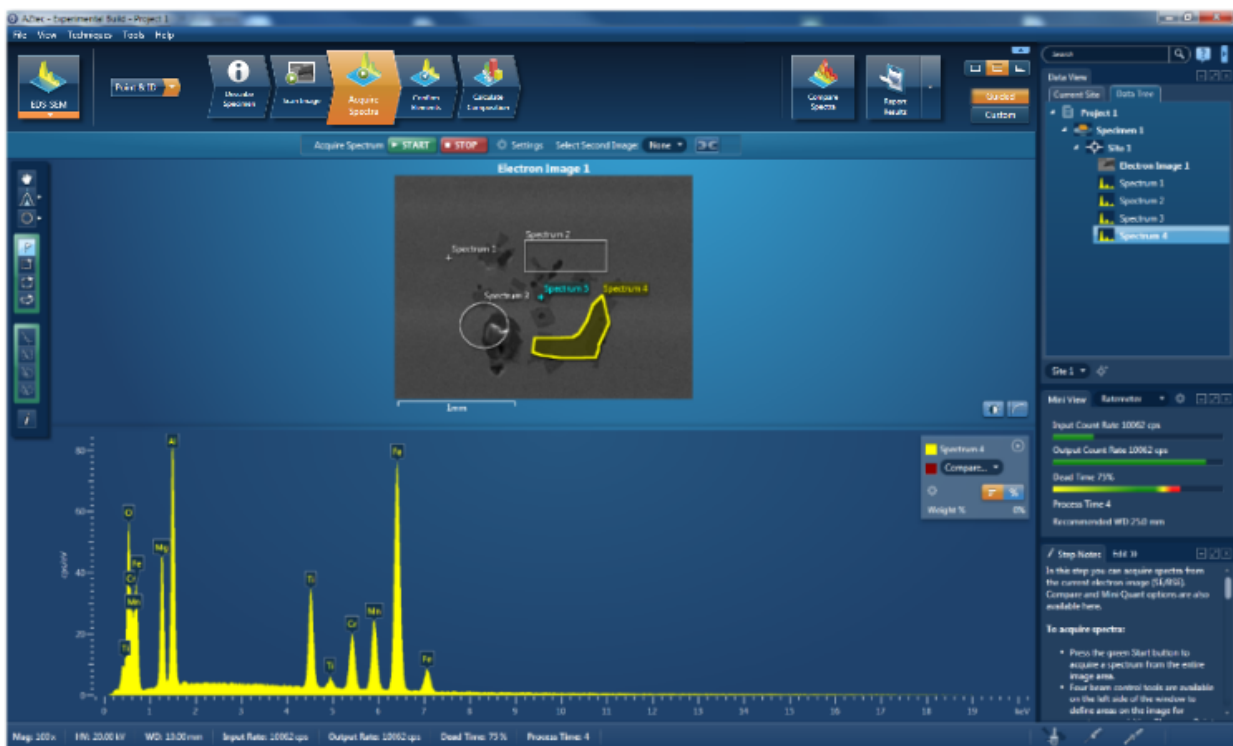 AZtec - Experimental Build - Project 1
File View Techniques Tools Help
EDS-SEM
Point & ID
Describe
Specimen
Scan Image
Acquire
Spectra
Confirm
Elements
Calculate
Composition
Compare
Spectra
Report
Results
Guided
Custom
Acquire Spectrum START STOP Settings Select Second Image: None
Electron Image 1
Spectrum 1
Spectrum 2
Spectrum 3
Spectrum 4
1mm
cps/eV
80
60
40
20
0
O
Fe
Cr
Mn
Ti
Mg
Al
Ti
Ti
Cr
Mn
Fe
Fe
0 1 2 3 4 5 6 7 8 9 10 11 12 13 14 15 16 17 18 19 keV
Spectrum 4
Compare...
Weight % 0%
Search
Data View
Current Site Data Tree
Project 1
Specimen 1
Site 1
Electron Image 1
Spectrum 1
Spectrum 2
Spectrum 3
Spectrum 4
Site 1
Mini View Ratemeter
Input Count Rate 10062 cps
Output Count Rate 10062 cps
Dead Time 75%
Process Time 4
Recommended WD 25.0 mm
Step Notes Edit
In this step you can acquire spectra from
the current electron image (SE/BSE).
Compare and Mini Quant options are also
available here.
To acquire spectra:
• Press the green Start button to
acquire a spectrum from the entire
image area.
• Four beam control tools are available
on the left side of the window to
define areas on the image for
Mag: 100x HV: 20.00 kV WD: 10.00 mm Input Rate: 10062 cps Output Rate: 10062 cps Dead Time: 75 % Process Time: 4